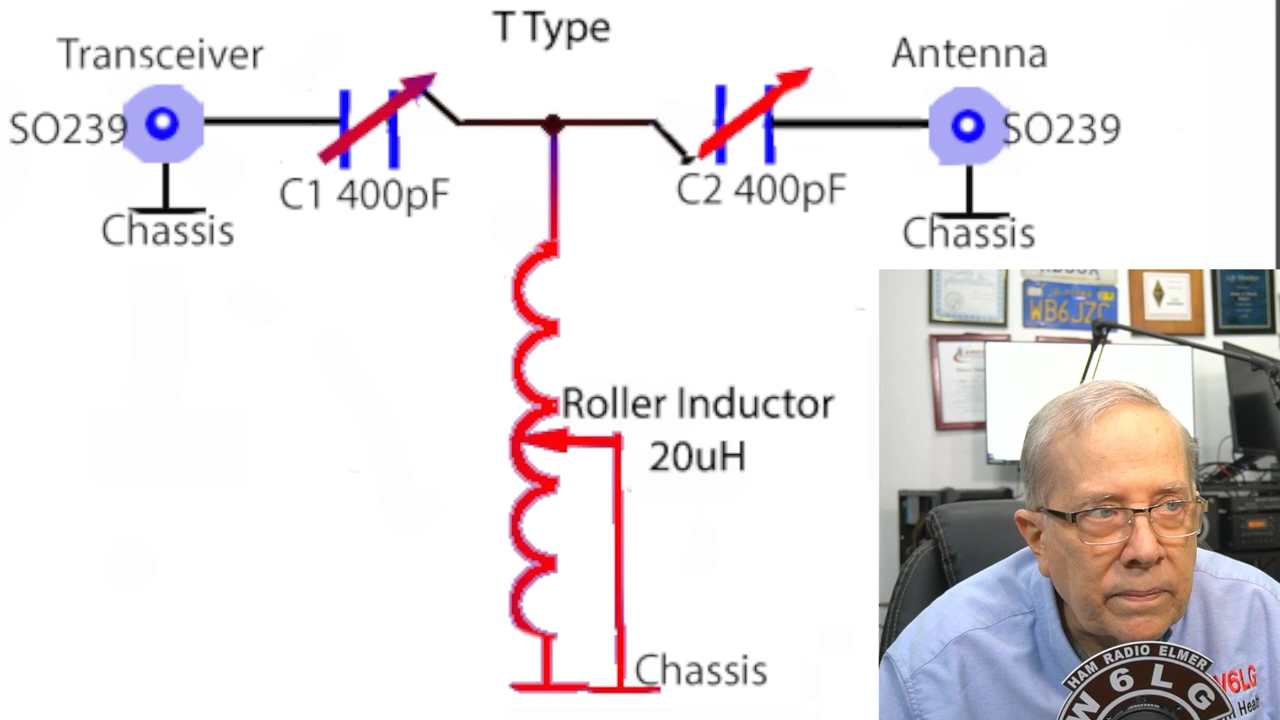 T Type
Transceiver
Antenna
SO239
SO239
C1 400pF
C2 400pF
Chassis
Chassis
WB6JZC
Roller Inductor
20uH
Chassis
HAM RADIO ELMER
W6LG
W6LG